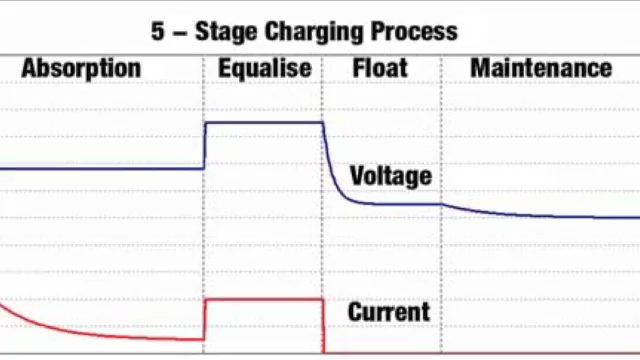 5 – Stage Charging Process
Absorption Equalise Float Maintenance
Voltage
Current